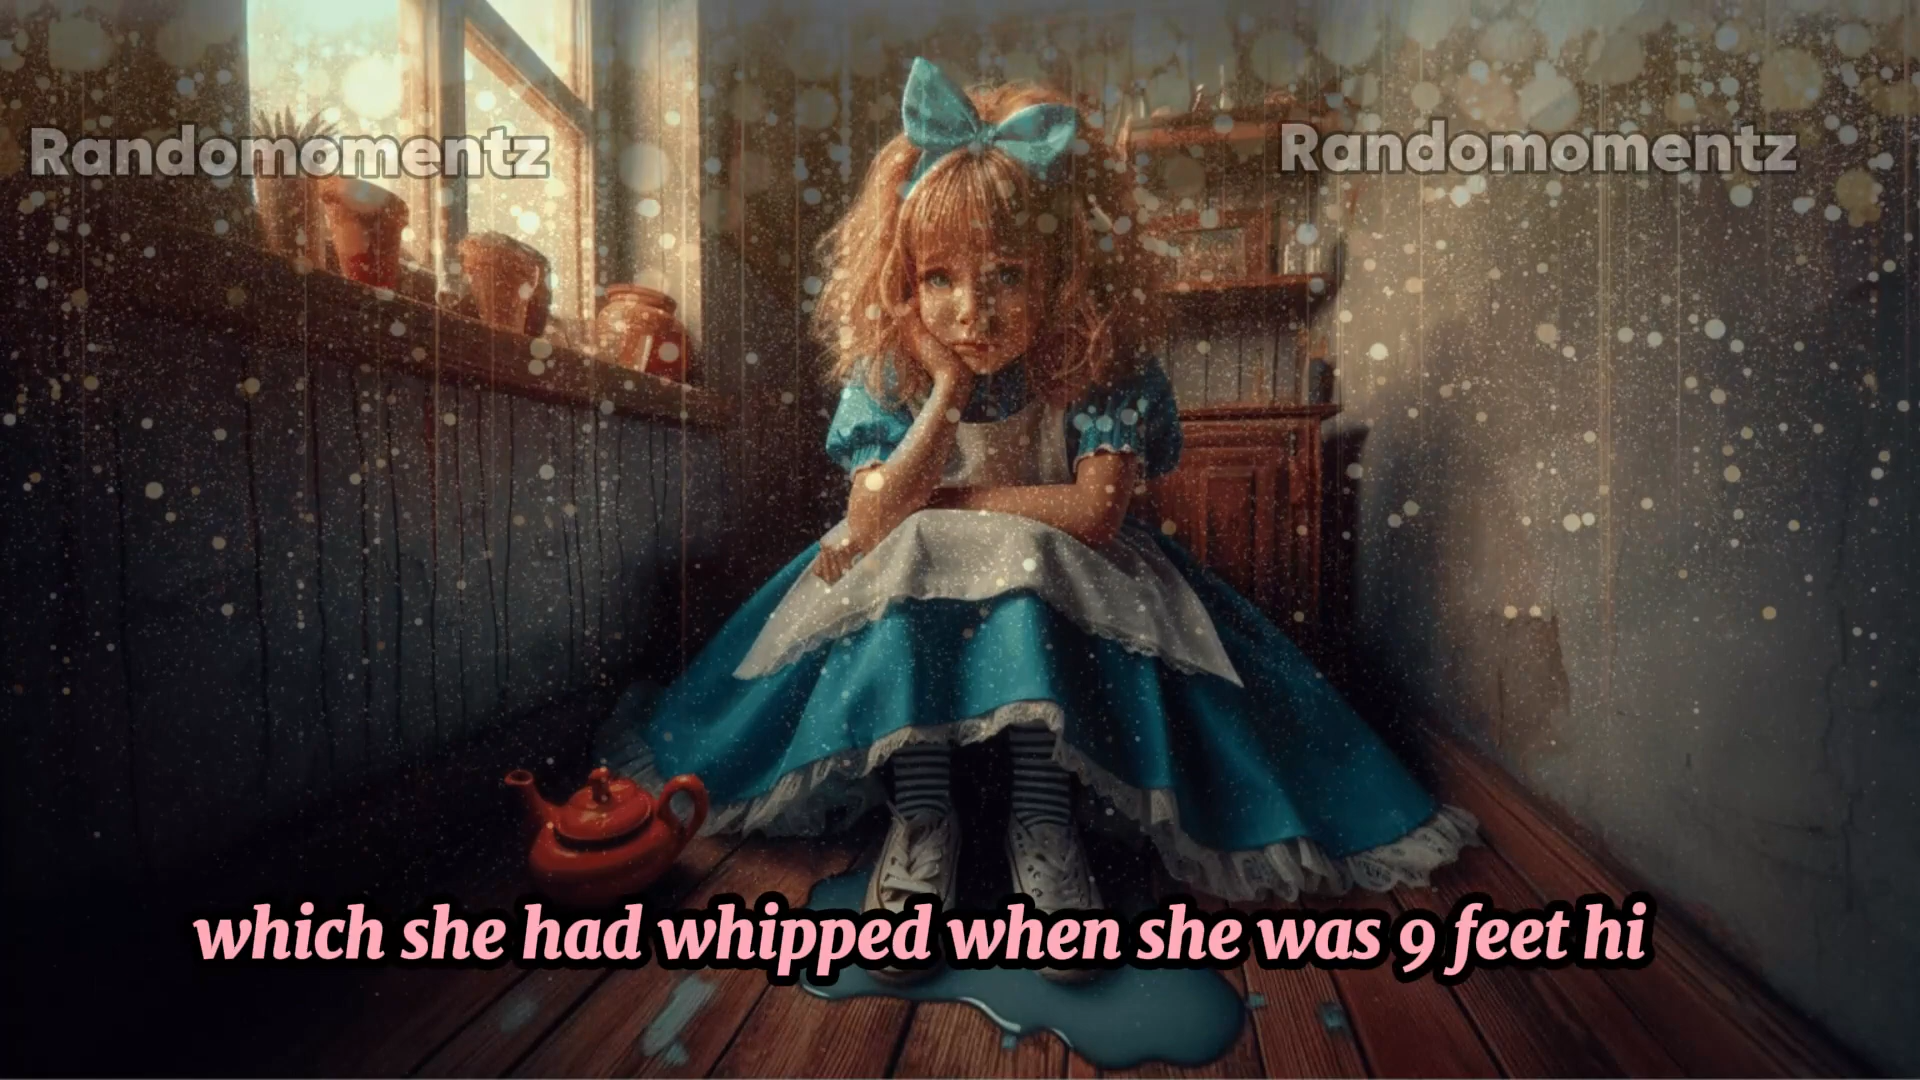 Randomomentz
Randomomentz
which she had whipped when she was 9 feet hi